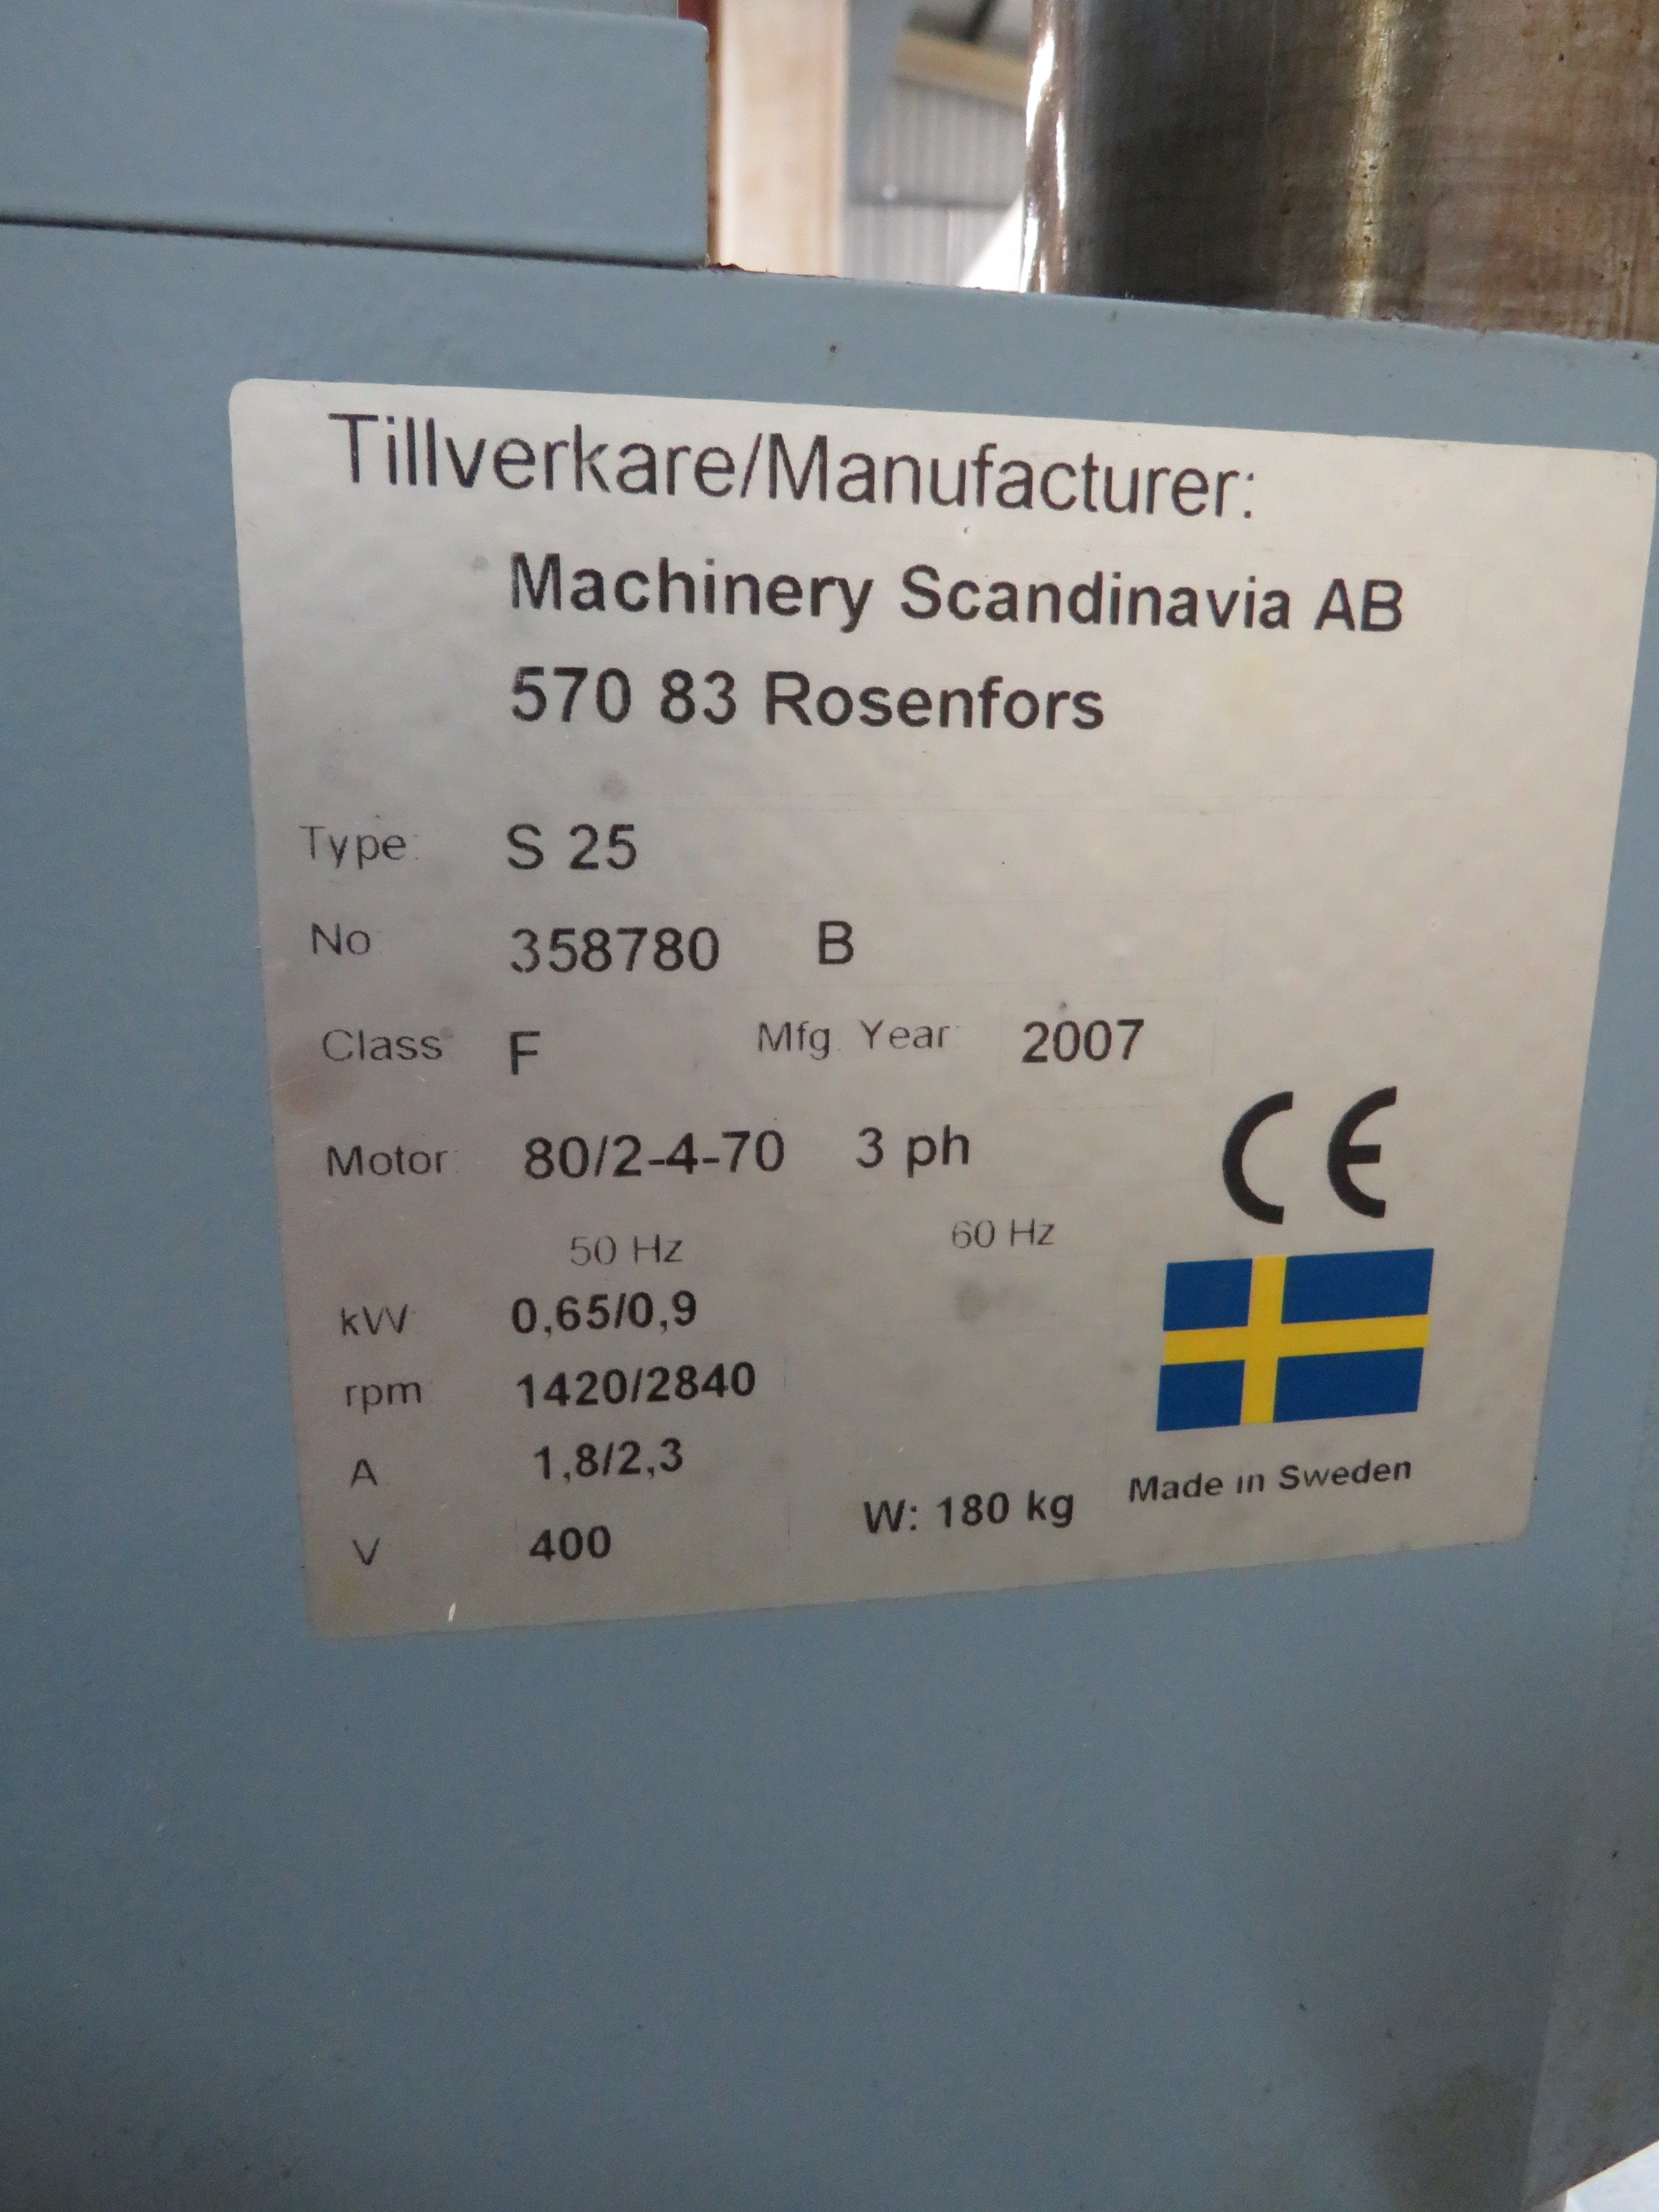 Tillverkare/Manufacturer:
Machinery Scandinavia AB
570 83 Rosenfors
Type: S 25
No 358780 B
Class F Mfg. Year: 2007
Motor: 80/2-4-70 3 ph
50 Hz 60 Hz
kW 0,65/0,9
rpm 1420/2840
A 1,8/2,3
V 400
W: 180 kg
CE
Made in Sweden